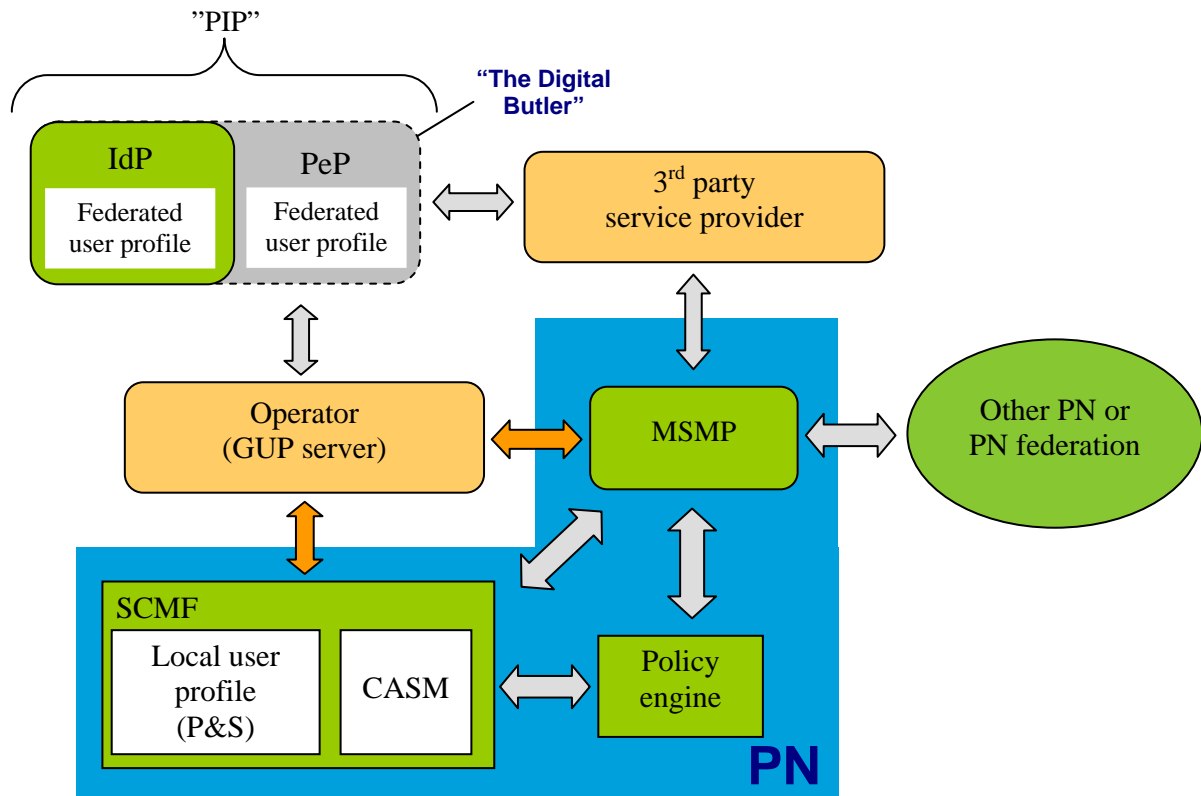 ”PIP”
“The Digital
Butler”
IdP
PeP
Federated
user profile
Federated
user profile
3rd party
service provider
Operator
(GUP server)
MSMP
Other PN or
PN federation
SCMF
Local user
profile
(P&S)
CASM
Policy
engine
PN